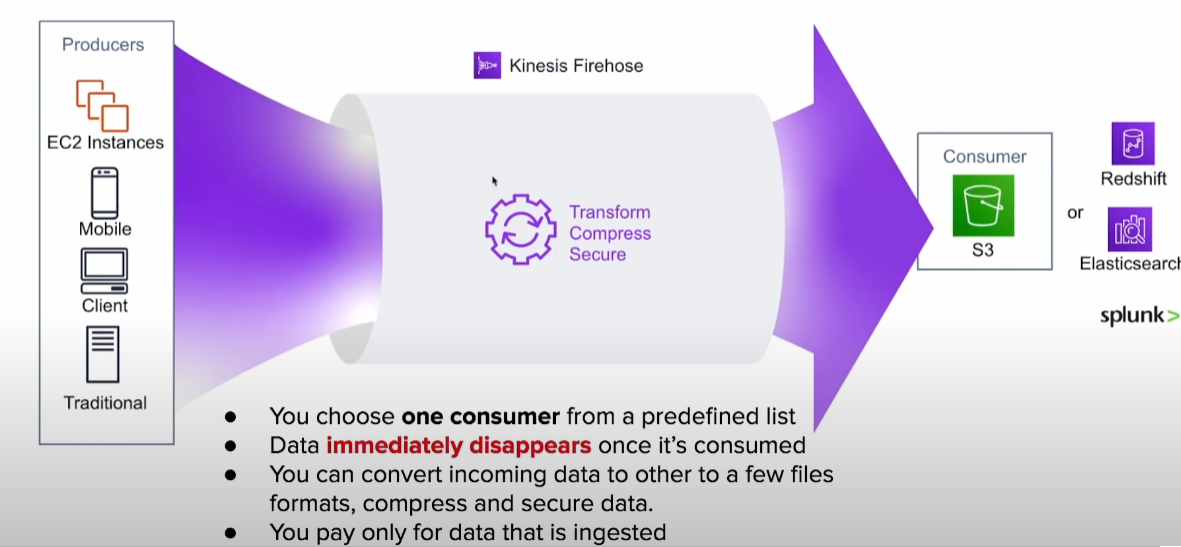 Producers
EC2 Instances
Mobile
Client
Traditional
Kinesis Firehose
Transform
Compress
Secure
Consumer
S3
or
Redshift
Elasticsearch
splunk>
● You choose one consumer from a predefined list
● Data immediately disappears once it's consumed
● You can convert incoming data to other to a few files
formats, compress and secure data.
● You pay only for data that is ingested